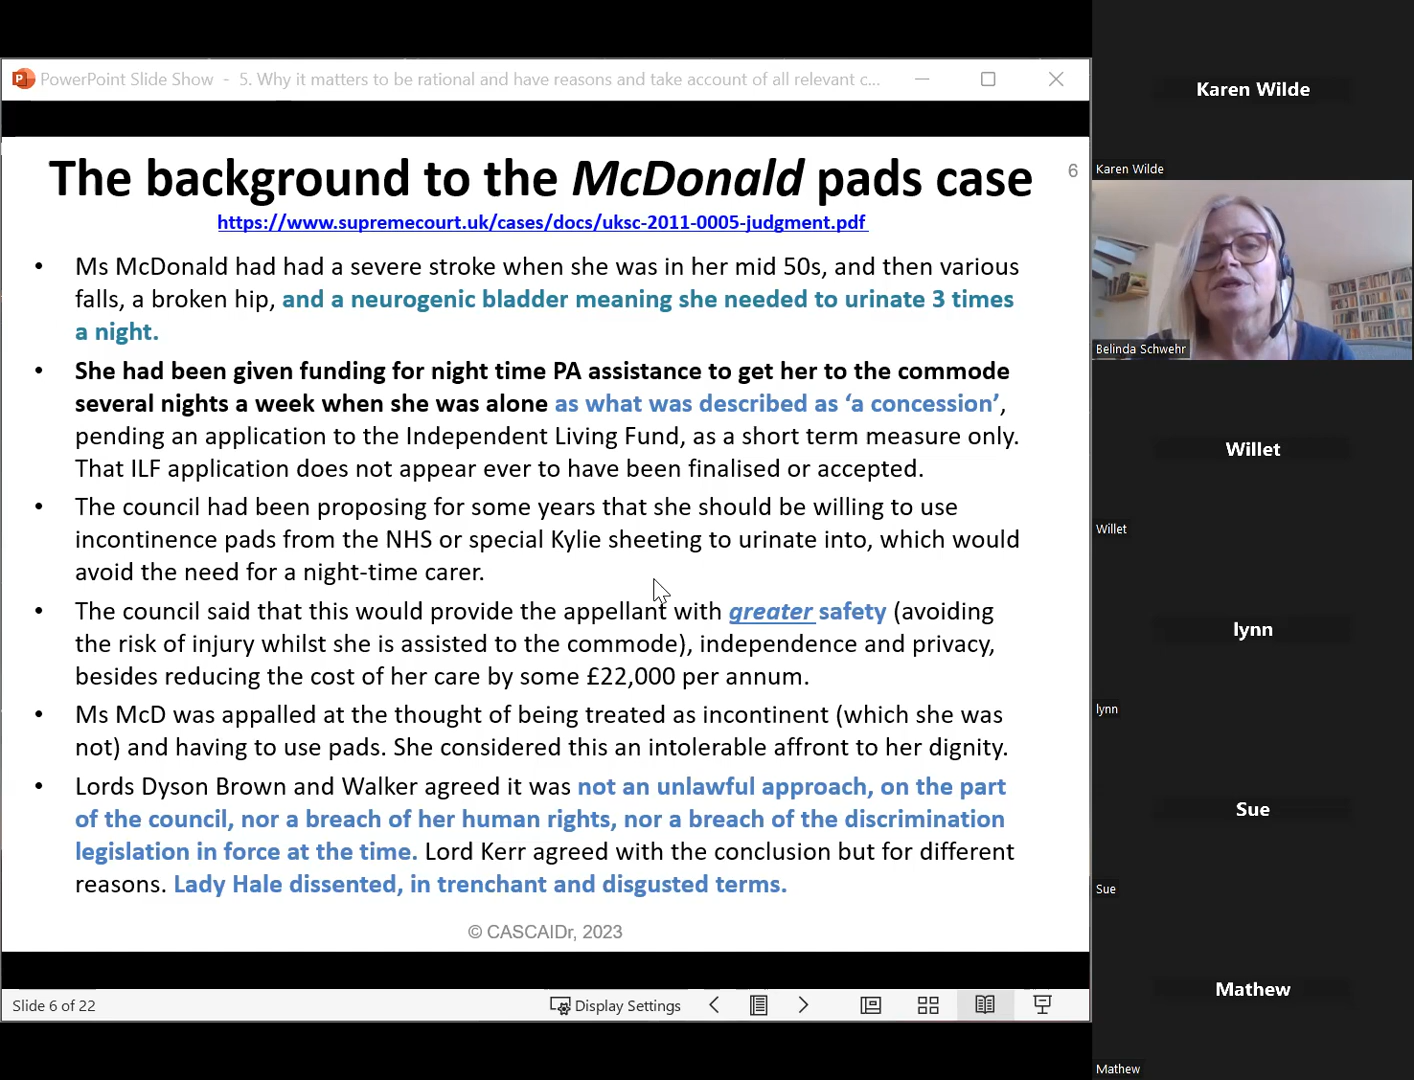 PowerPoint Slide Show - 5. Why it matters to be rational and have reasons and take account of all relevant c...
The background to the McDonald pads case
6
https://www.supremecourt.uk/cases/docs/uksc-2011-0005-judgment.pdf
• Ms McDonald had had a severe stroke when she was in her mid 50s, and then various
falls, a broken hip, and a neurogenic bladder meaning she needed to urinate 3 times
a night.
• She had been given funding for night time PA assistance to get her to the commode
several nights a week when she was alone as what was described as ‘a concession’,
pending an application to the Independent Living Fund, as a short term measure only.
That ILF application does not appear ever to have been finalised or accepted.
• The council had been proposing for some years that she should be willing to use
incontinence pads from the NHS or special Kylie sheeting to urinate into, which would
avoid the need for a night-time carer.
• The council said that this would provide the appellant with greater safety (avoiding
the risk of injury whilst she is assisted to the commode), independence and privacy,
besides reducing the cost of her care by some £22,000 per annum.
• Ms McD was appalled at the thought of being treated as incontinent (which she was
not) and having to use pads. She considered this an intolerable affront to her dignity.
• Lords Dyson Brown and Walker agreed it was not an unlawful approach, on the part
of the council, nor a breach of her human rights, nor a breach of the discrimination
legislation in force at the time. Lord Kerr agreed with the conclusion but for different
reasons. Lady Hale dissented, in trenchant and disgusted terms.
© CASCAIDr, 2023
Slide 6 of 22
Display Settings
Karen Wilde
Karen Wilde
Belinda Schwehr
Willet
Willet
lynn
lynn
Sue
Sue
Mathew
Mathew